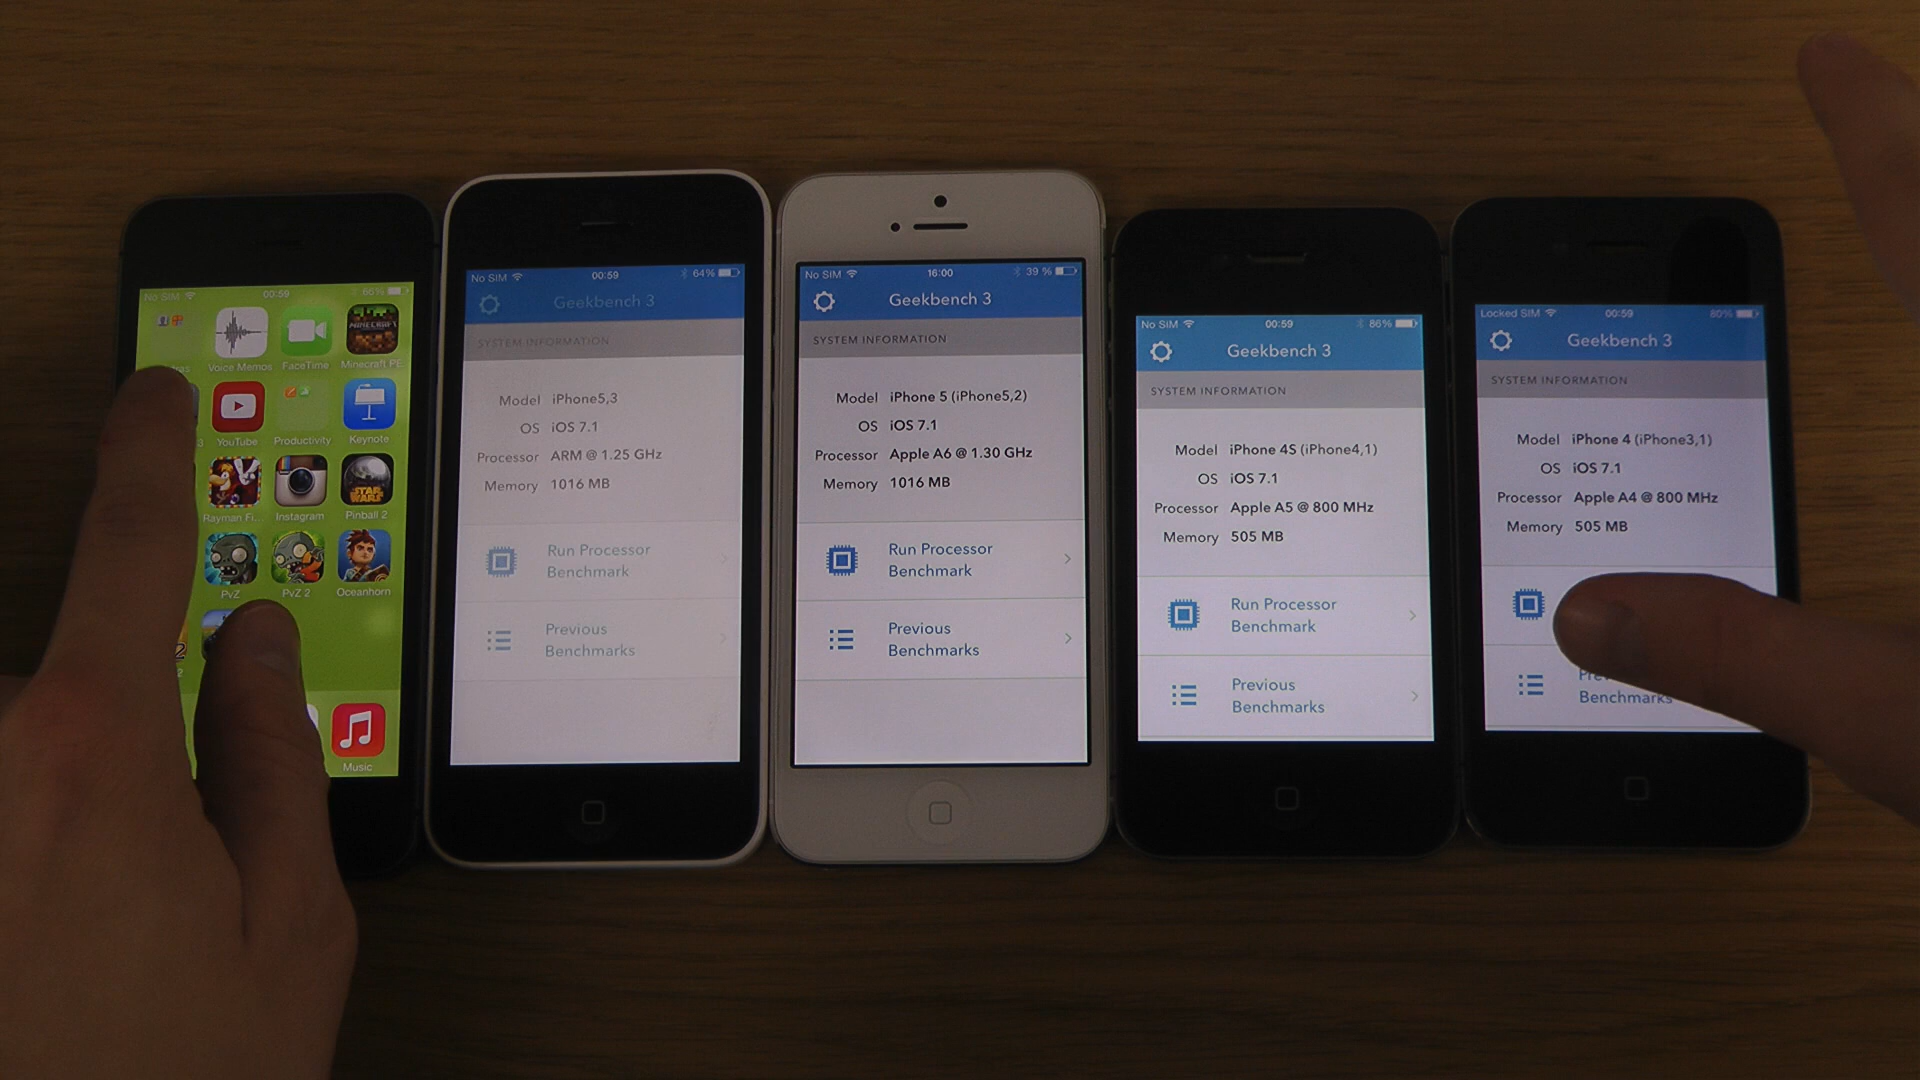 No SIM 00:59 66%
Voice Memos FaceTime Minecraft PE
MINECRAFT
YouTube Productivity Keynote
Rayman Fi... Instagram Pinball 2
STAR WARS
PvZ PvZ 2 Oceanhorn
Music
No SIM 00:59 64%
Geekbench 3
SYSTEM INFORMATION
Model iPhone5,3
OS iOS 7.1
Processor ARM @ 1.25 GHz
Memory 1016 MB
Run Processor
Benchmark
Previous
Benchmarks
No SIM 16:00 39 %
Geekbench 3
SYSTEM INFORMATION
Model iPhone 5 (iPhone5,2)
OS iOS 7.1
Processor Apple A6 @ 1.30 GHz
Memory 1016 MB
Run Processor
Benchmark
Previous
Benchmarks
No SIM 00:59 86%
Geekbench 3
SYSTEM INFORMATION
Model iPhone 4S (iPhone4,1)
OS iOS 7.1
Processor Apple A5 @ 800 MHz
Memory 505 MB
Run Processor
Benchmark
Previous
Benchmarks
Locked SIM 00:59 80%
Geekbench 3
SYSTEM INFORMATION
Model iPhone 4 (iPhone3,1)
OS iOS 7.1
Processor Apple A4 @ 800 MHz
Memory 505 MB
Benchmarks